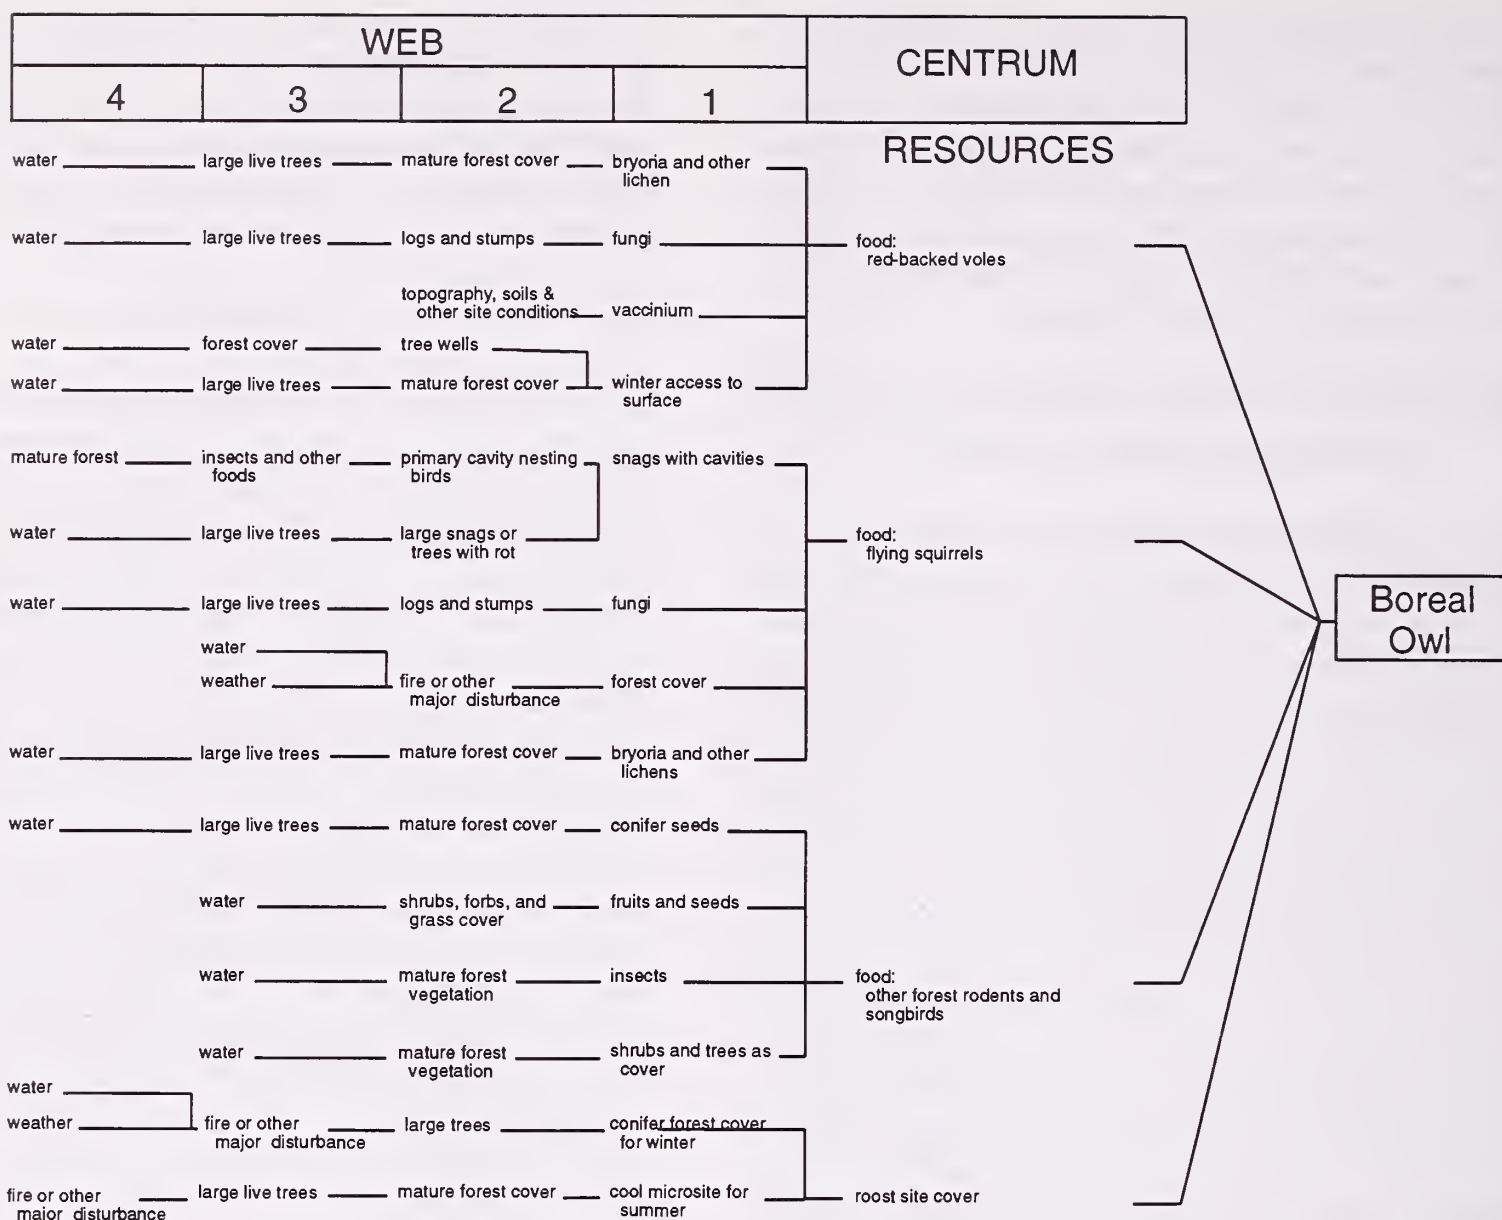 WEB
CENTRUM
4 3 2 1
RESOURCES
water large live trees mature forest cover bryoria and other
lichen
water large live trees logs and stumps fungi food:
red-backed voles
topography, soils &
other site conditions vaccinium
water forest cover tree wells
water large live trees mature forest cover winter access to
surface
mature forest insects and other primary cavity nesting snags with cavities
foods birds
water large live trees large snags or food:
trees with rot flying squirrels
Boreal
Owl
water large live trees logs and stumps fungi
water
weather fire or other forest cover
major disturbance
water large live trees mature forest cover bryoria and other
lichens
water large live trees mature forest cover conifer seeds
water shrubs, forbs, and fruits and seeds
grass cover
water mature forest insects food:
vegetation other forest rodents and
songbirds
water mature forest shrubs and trees as
vegetation cover
water
weather fire or other large trees conifer forest cover
major disturbance for winter
fire or other large live trees mature forest cover cool microsite for roost site cover
major disturbance summer